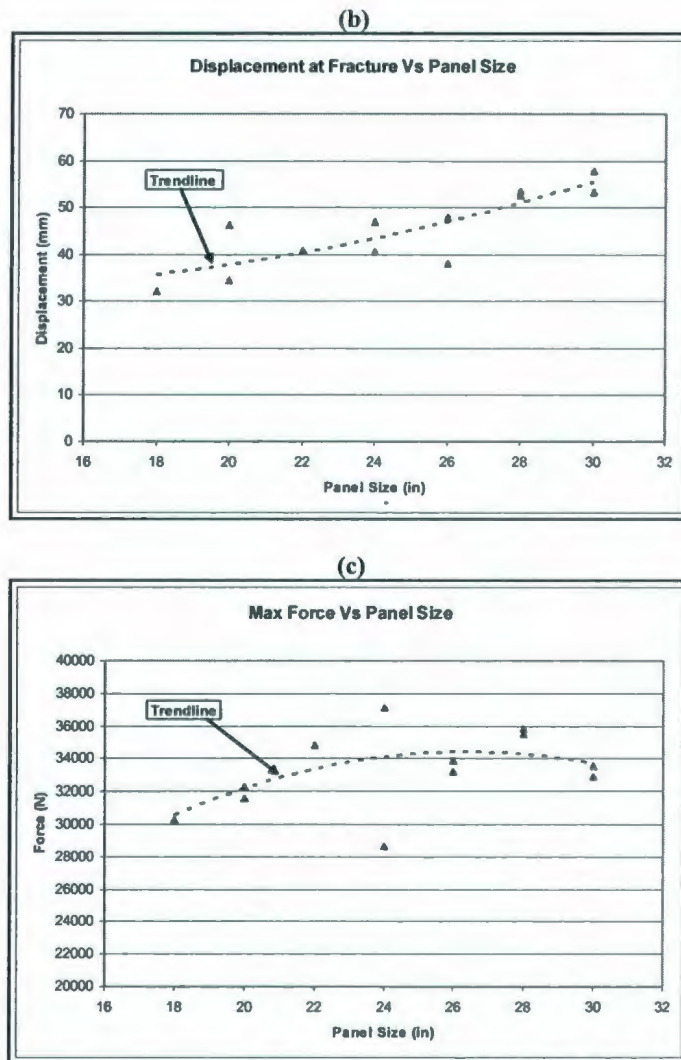 (b)
Displacement at Fracture Vs Panel Size
70
60
50
40
30
20
10
0
Displacement (mm)
Trendline
16 18 20 22 24 26 28 30 32
Panel Size (in)
(c)
Max Force Vs Panel Size
40000
38000
36000
34000
32000
30000
28000
26000
24000
22000
20000
Force (N)
Trendline
16 18 20 22 24 26 28 30 32
Panel Size (in)